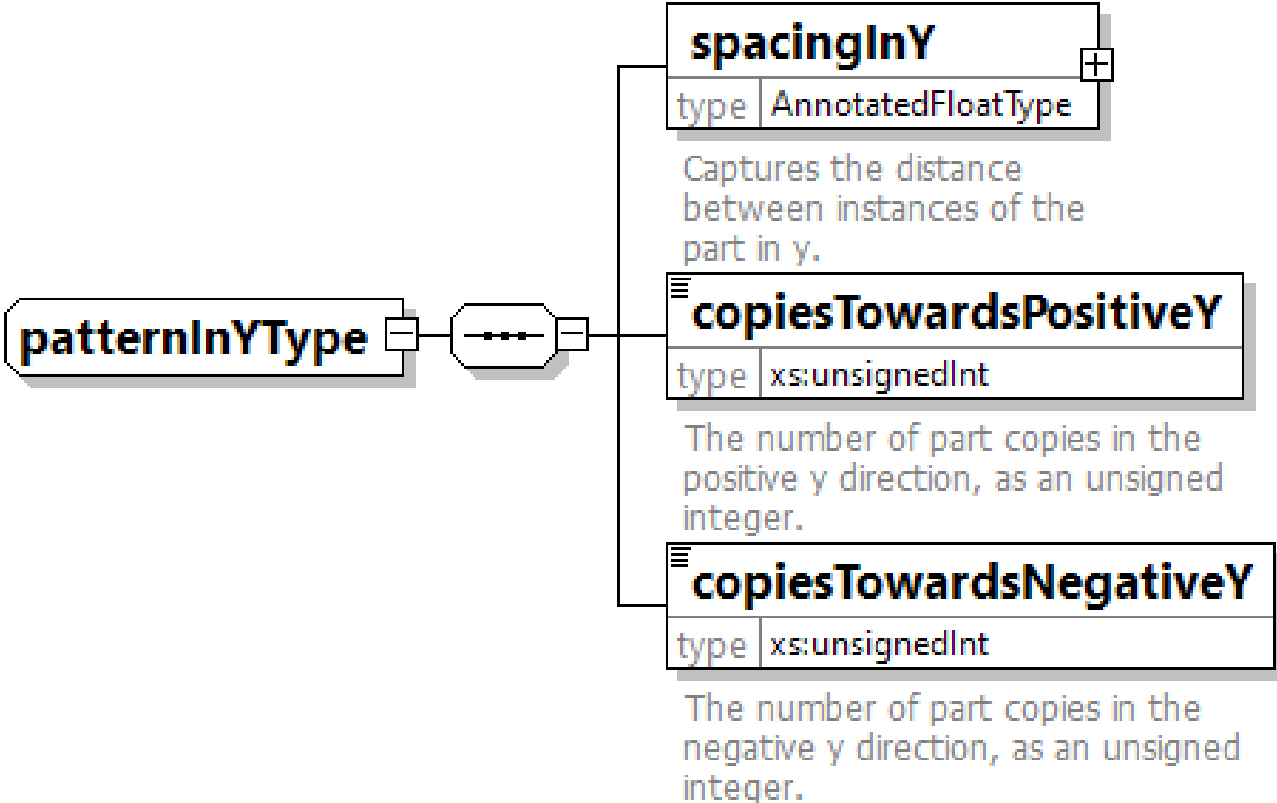 spacingInY
type AnnotatedFloatType
Captures the distance
between instances of the
part in y.
patternInYType
copiesTowardsPositiveY
type xs:unsignedInt
The number of part copies in the
positive y direction, as an unsigned
integer.
copiesTowardsNegativeY
type xs:unsignedInt
The number of part copies in the
negative y direction, as an unsigned
integer.